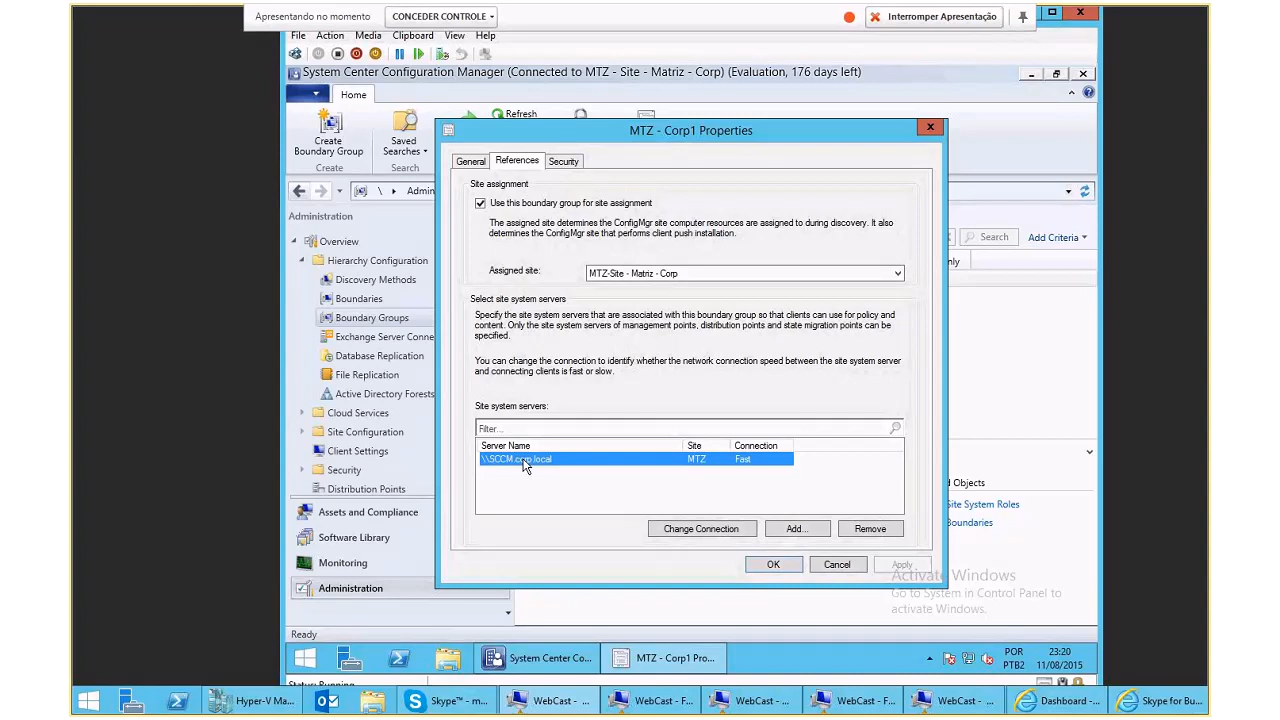 Apresentando no momento
CONCEDER CONTROLE
Interromper Apresentação
File Action Media Clipboard View Help
System Center Configuration Manager (Connected to MTZ - Site - Matriz - Corp) (Evaluation, 176 days left)
Home
Create
Boundary Group
Create
Saved
Searches
Search
Refresh
\ Admin
Administration
Overview
Hierarchy Configuration
Discovery Methods
Boundaries
Boundary Groups
Exchange Server Conne
Database Replication
File Replication
Active Directory Forests
Cloud Services
Site Configuration
Client Settings
Security
Distribution Points
Assets and Compliance
Software Library
Monitoring
Administration
Ready
MTZ - Corp1 Properties
General References Security
Site assignment
Use this boundary group for site assignment
The assigned site determines the ConfigMgr site computer resources are assigned to during discovery. It also
determines the ConfigMgr site that performs client push installation.
Assigned site: MTZ-Site - Matriz - Corp
Select site system servers
Specify the site system servers that are associated with this boundary group so that clients can use for policy and
content. Only the site system servers of management points, distribution points and state migration points can be
specified.
You can change the connection to identify whether the network connection speed between the site system server
and connecting clients is fast or slow.
Site system servers:
Filter...
Server Name Site Connection
\\SCCM.corp.local MTZ Fast
Change Connection Add... Remove
OK Cancel Apply
Search Add Criteria
nly
d Objects
Site System Roles
Boundaries
Activate Windows
Go to System in Control Panel to
activate Windows.
System Center Co...
MTZ - Corp1 Pro...
POR
PTB2
23:20
11/08/2015
Status: Running
Hyper-V Ma...
Skype™ - m...
WebCast - ...
WebCast - F...
WebCast - ...
WebCast - F...
WebCast - ...
Dashboard -...
Skype for Bu...